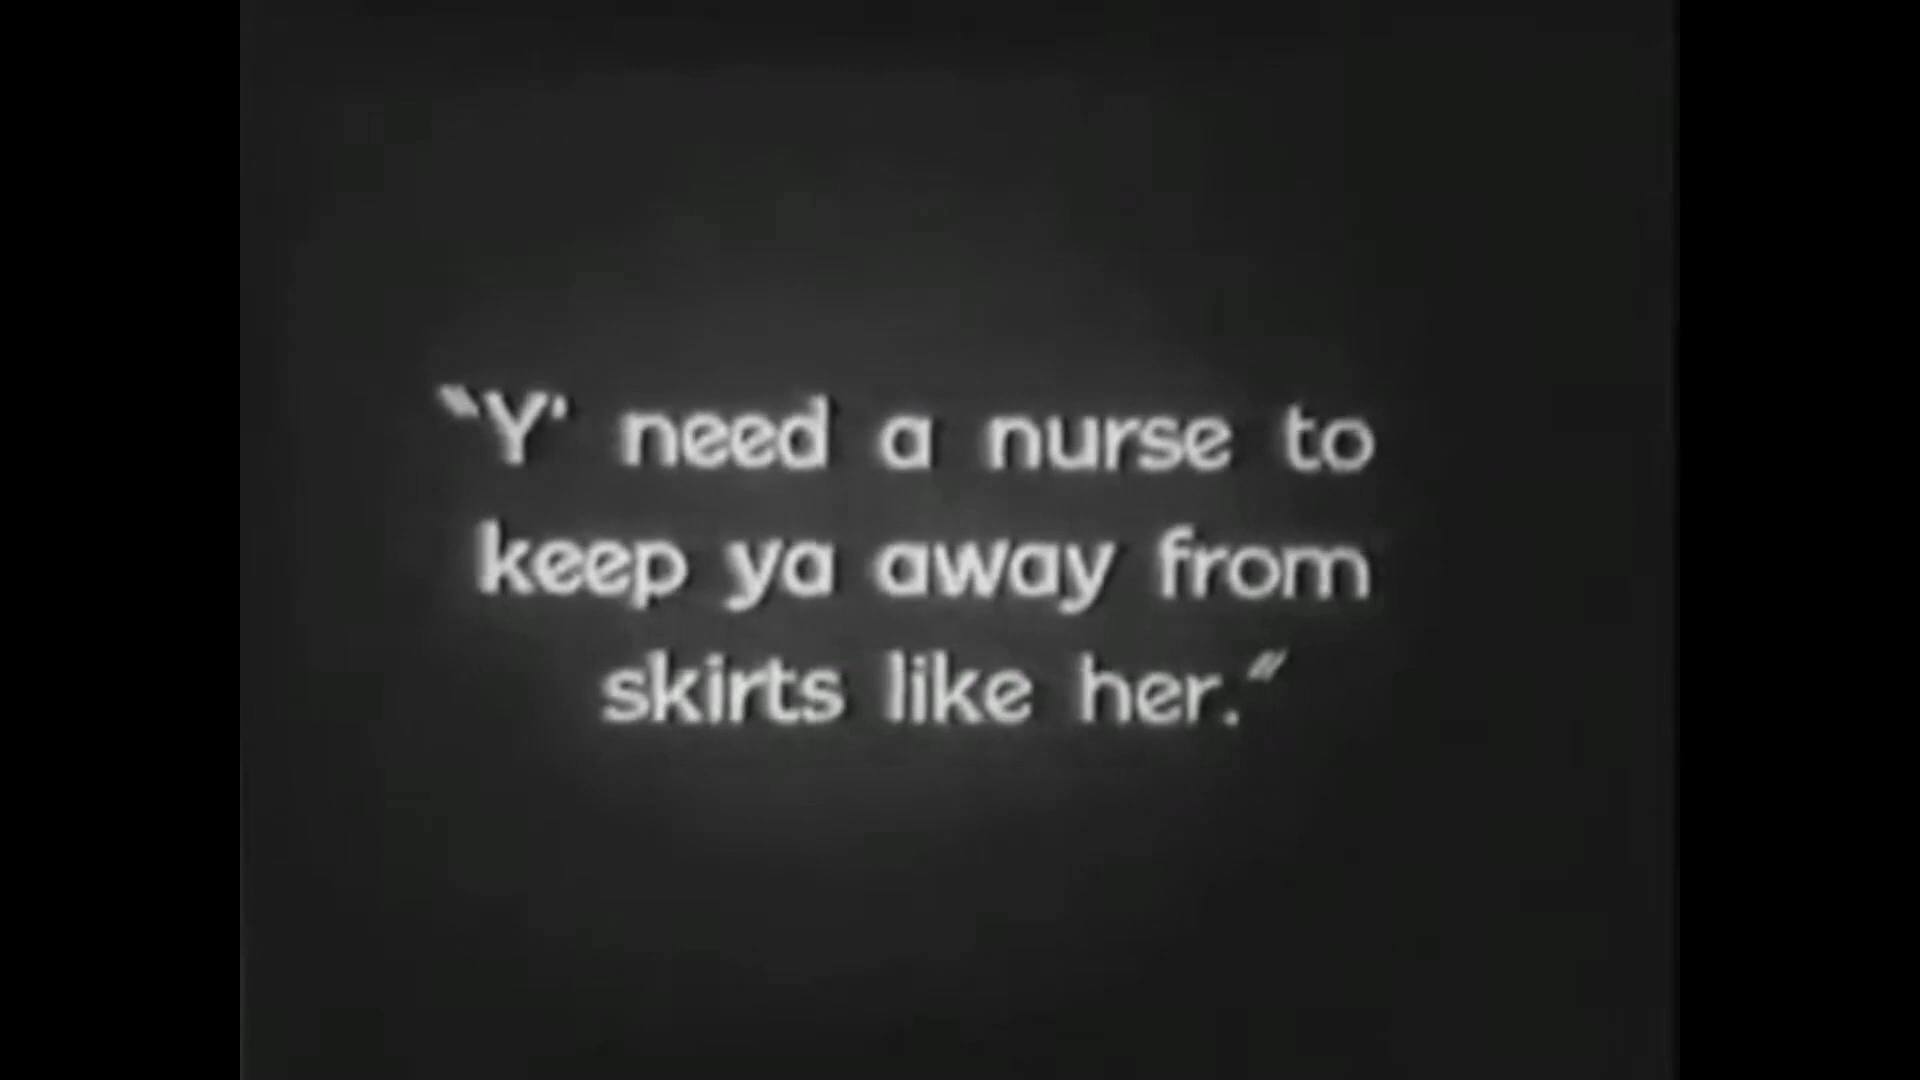 "Y' need a nurse to
keep ya away from
skirts like her."